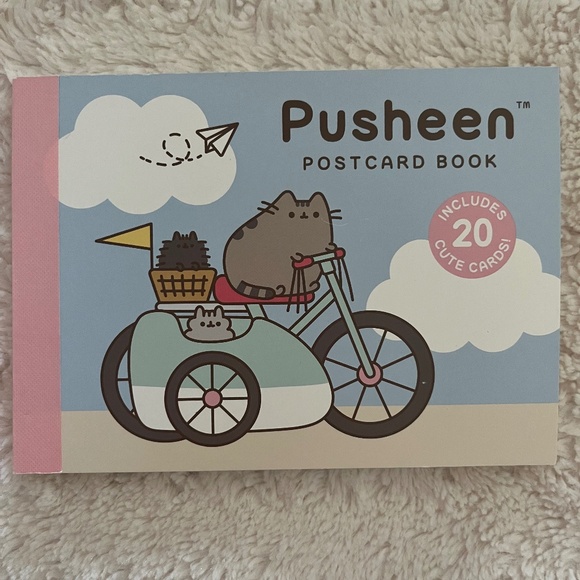 Pusheen™
POSTCARD BOOK
INCLUDES
20
CUTE CARDS!